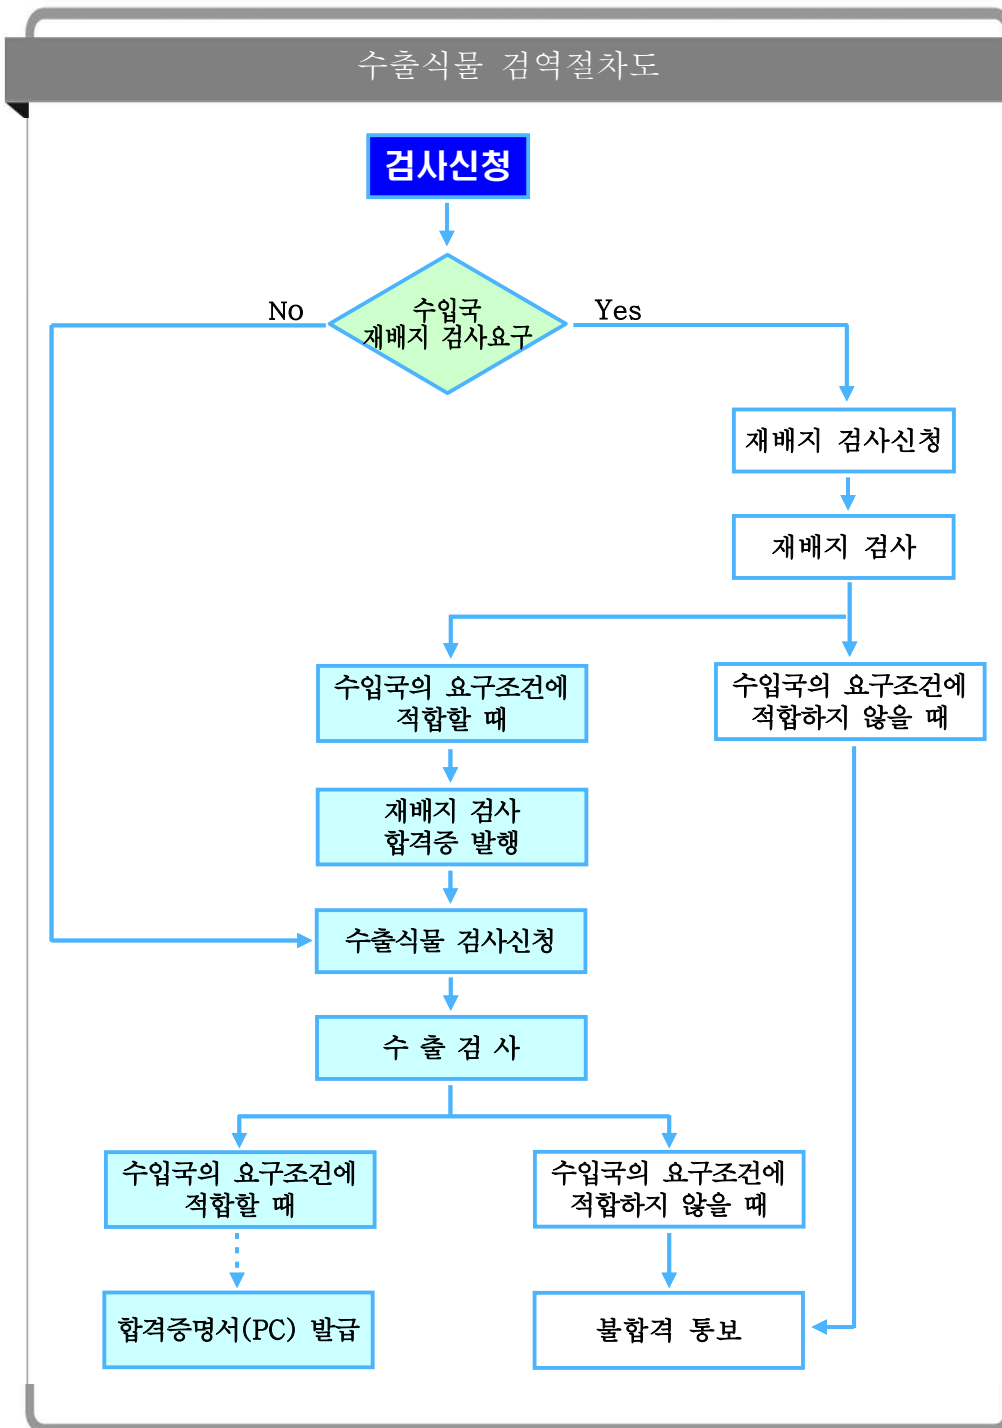 수출식물 검역절차도
검사신청
수입국
재배지 검사요구
No
Yes
재배지 검사신청
재배지 검사
수입국의 요구조건에
적합할 때
수입국의 요구조건에
적합하지 않을 때
재배지 검사
합격증 발행
수출식물 검사신청
수 출 검 사
수입국의 요구조건에
적합할 때
수입국의 요구조건에
적합하지 않을 때
합격증명서(PC) 발급
불합격 통보